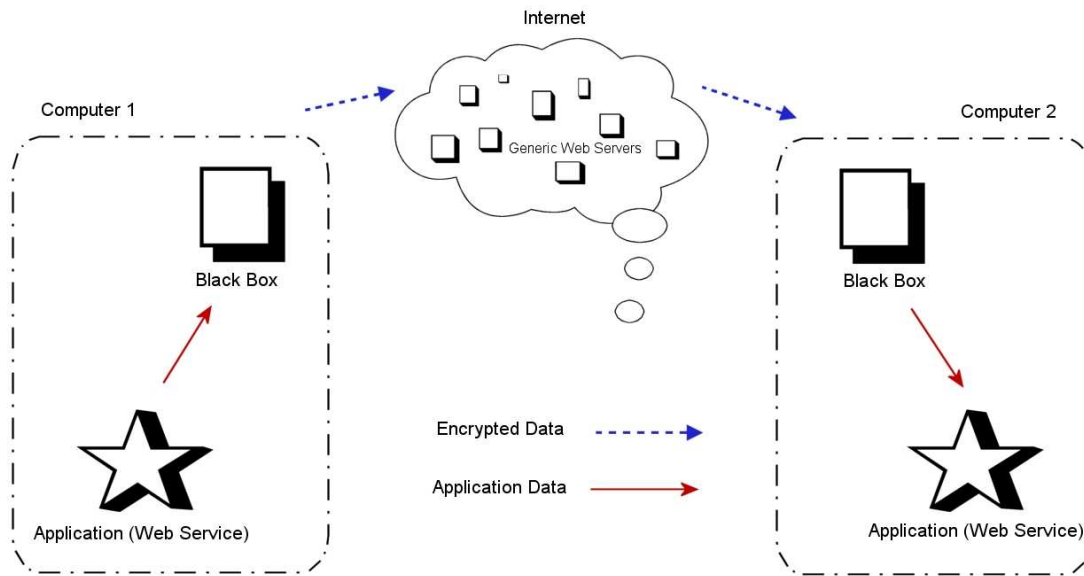 Internet
Computer 1
Computer 2
Generic Web Servers
Black Box
Black Box
Encrypted Data
Application Data
Application (Web Service)
Application (Web Service)